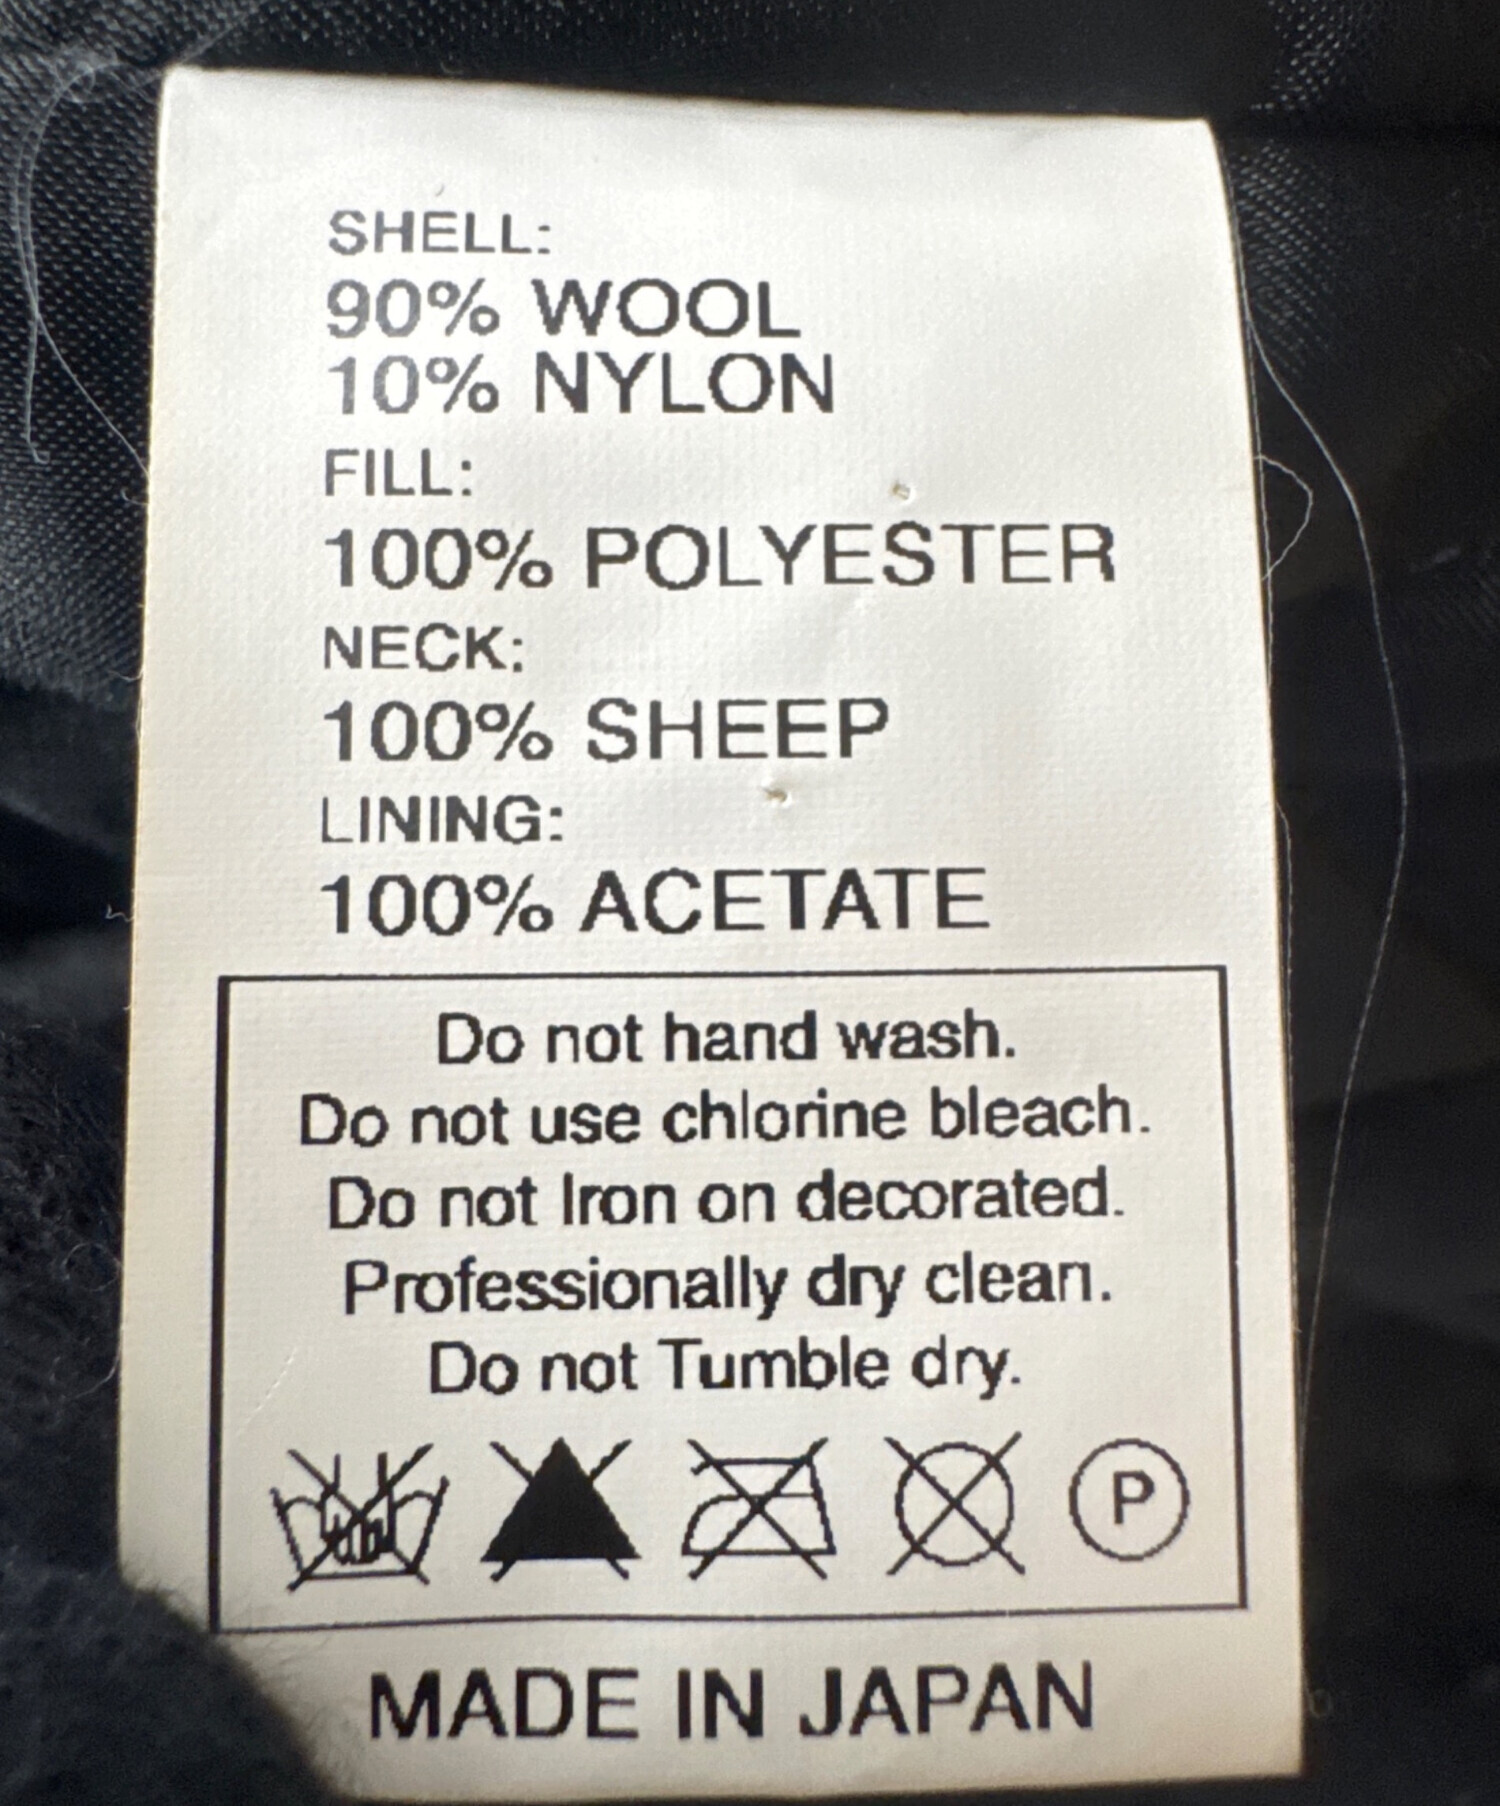 SHELL:
90% WOOL
10% NYLON
FILL:
100% POLYESTER
NECK:
100% SHEEP
LINING:
100% ACETATE
Do not hand wash.
Do not use chlorine bleach.
Do not Iron on decorated.
Professionally dry clean.
Do not Tumble dry.
P
MADE IN JAPAN